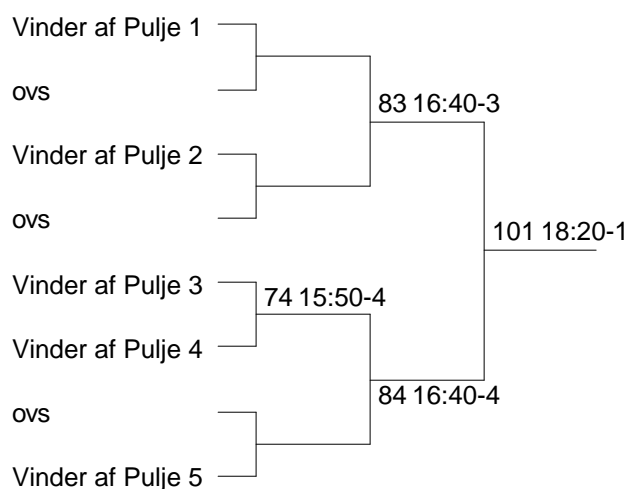 Vinder af Pulje 1
ovs
83 16:40-3
Vinder af Pulje 2
ovs
101 18:20-1
Vinder af Pulje 3
74 15:50-4
Vinder af Pulje 4
84 16:40-4
ovs
Vinder af Pulje 5